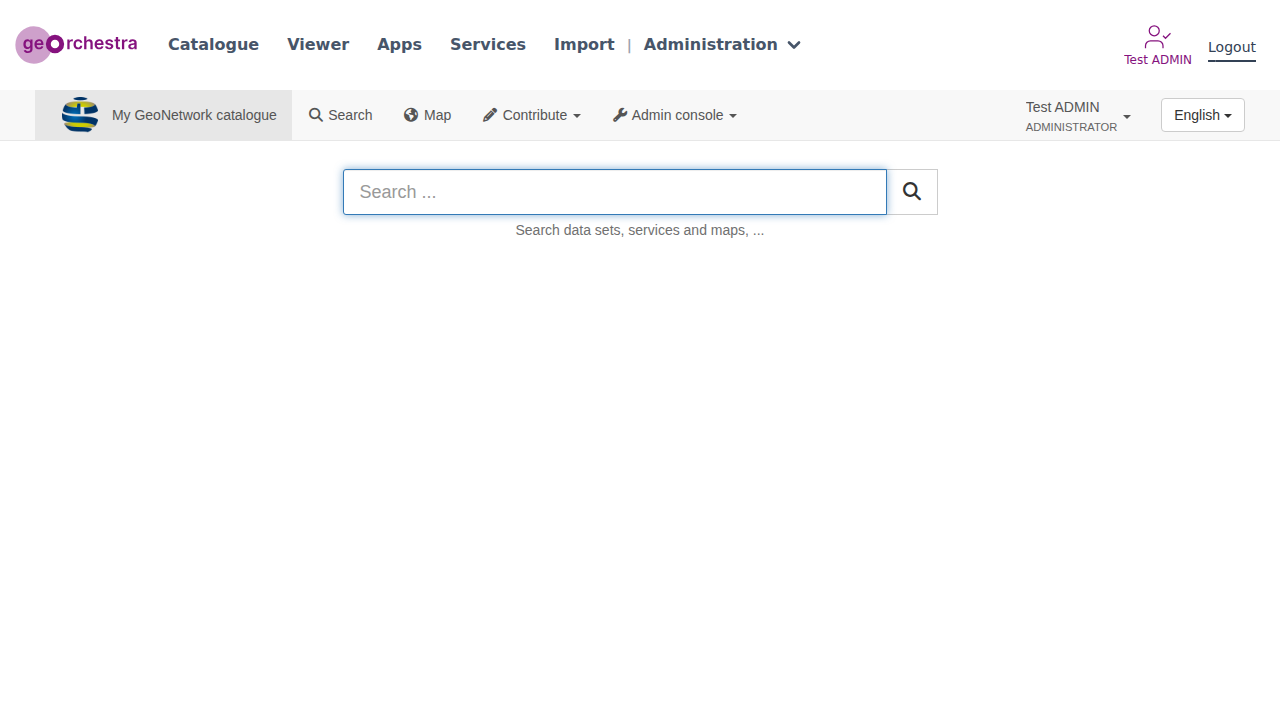 georchestra Catalogue Viewer Apps Services Import | Administration
Test ADMIN
Logout
My GeoNetwork catalogue Search Map Contribute Admin console
Test ADMIN
ADMINISTRATOR
English
Search ...
Search data sets, services and maps, ...